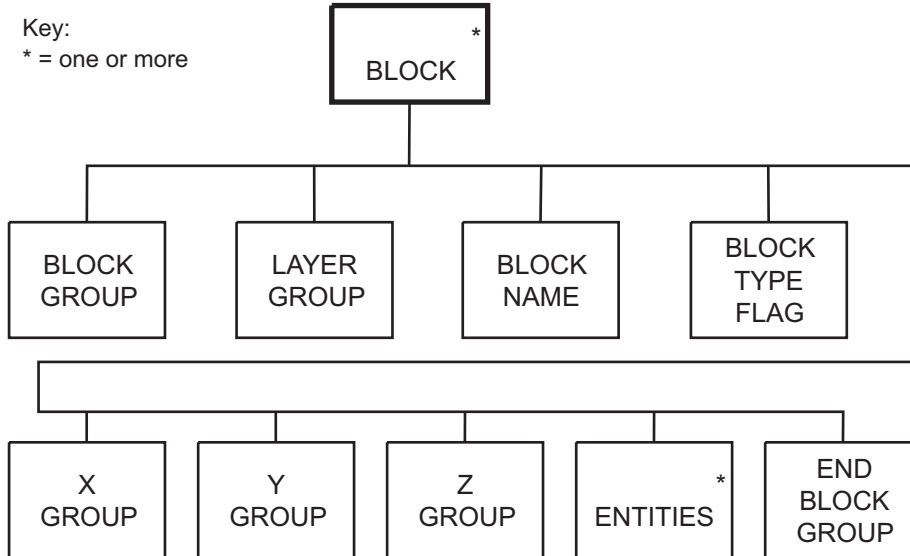 Key:
* = one or more
*
BLOCK
BLOCK
GROUP
LAYER
GROUP
BLOCK
NAME
BLOCK
TYPE
FLAG
X
GROUP
Y
GROUP
Z
GROUP
*
ENTITIES
END
BLOCK
GROUP